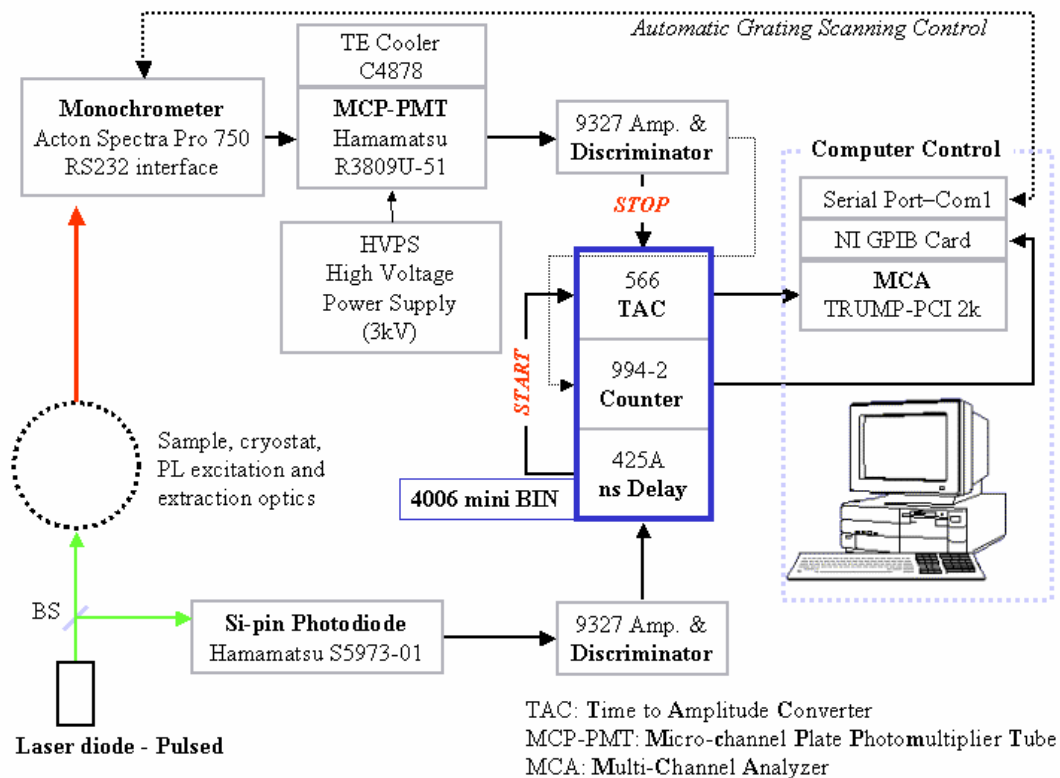 Automatic Grating Scanning Control
TE Cooler
C4878
Monochrometer
Acton Spectra Pro 750
RS232 interface
MCP-PMT
Hamamatsu
R3809U-51
9327 Amp. &
Discriminator
Computer Control
Serial Port–Com1
NI GPIB Card
MCA
TRUMP-PCI 2k
STOP
HVPS
High Voltage
Power Supply
(3kV)
566
TAC
START
994-2
Counter
425A
ns Delay
4006 mini BIN
Sample, cryostat,
PL excitation and
extraction optics
BS
Si-pin Photodiode
Hamamatsu S5973-01
9327 Amp. &
Discriminator
Laser diode - Pulsed
TAC: Time to Amplitude Converter
MCP-PMT: Micro-channel Plate Photomultiplier Tube
MCA: Multi-Channel Analyzer